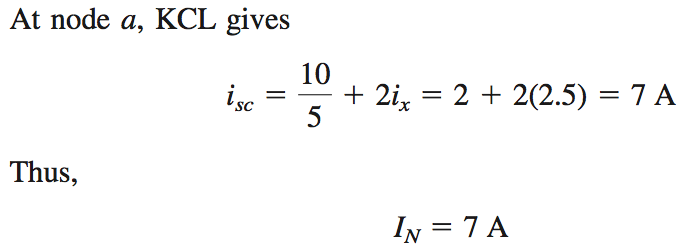 At node a, KCL gives
i_sc = 10/5 + 2i_x = 2 + 2(2.5) = 7 A
Thus,
I_N = 7 A